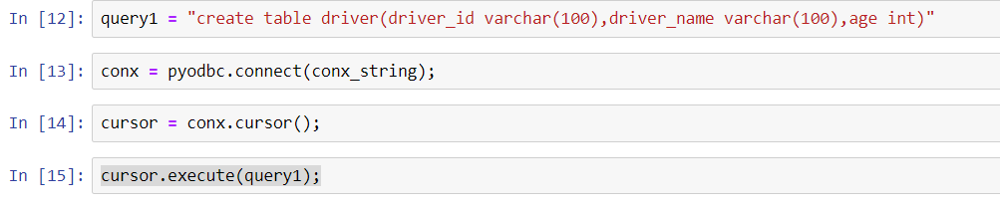 In [12]: query1 = "create table driver(driver_id varchar(100),driver_name varchar(100),age int)"
In [13]: conx = pyodbc.connect(conx_string);
In [14]: cursor = conx.cursor();
In [15]: cursor.execute(query1);